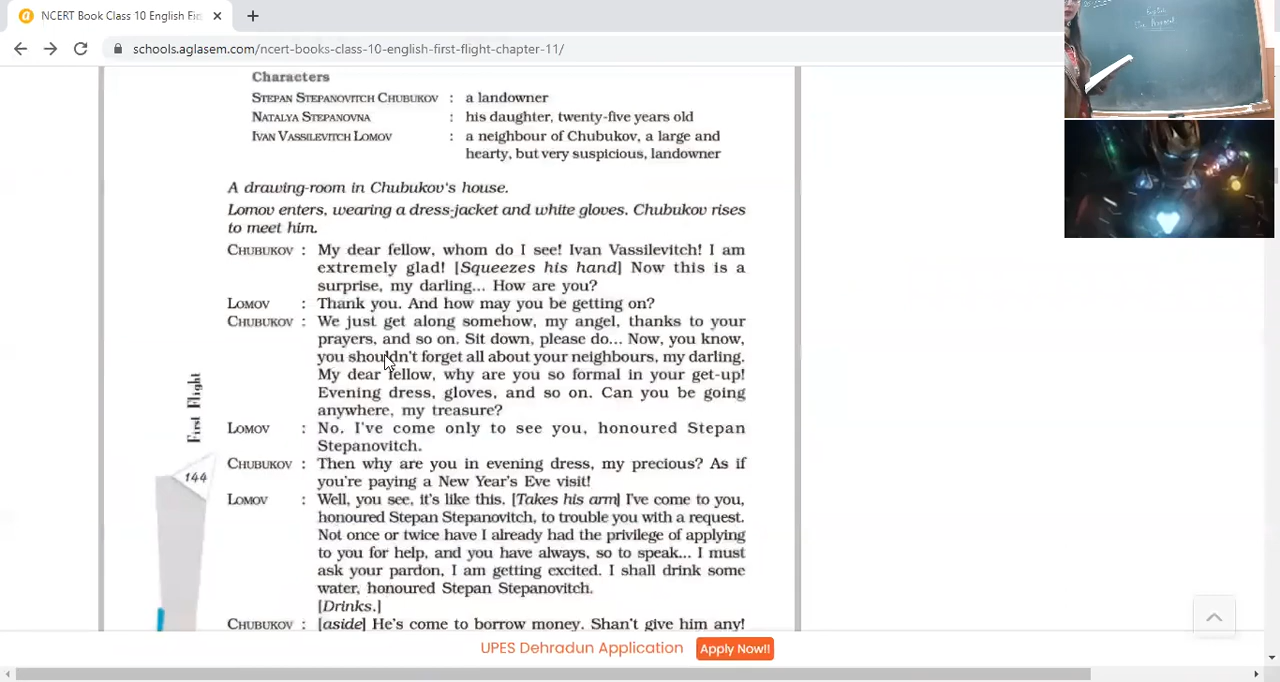 NCERT Book Class 10 English Fir
schools.aglasem.com/ncert-books-class-10-english-first-flight-chapter-11/
Characters
STEPAN STEPANOVITCH CHUBUKOV : a landowner
NATALYA STEPANOVNA : his daughter, twenty-five years old
IVAN VASSILEVITCH LOMOV : a neighbour of Chubukov, a large and
hearty, but very suspicious, landowner
A drawing-room in Chubukov's house.
Lomov enters, wearing a dress-jacket and white gloves. Chubukov rises
to meet him.
CHUBUKOV : My dear fellow, whom do I see! Ivan Vassilevitch! I am
extremely glad! [Squeezes his hand] Now this is a
surprise, my darling... How are you?
LOMOV : Thank you. And how may you be getting on?
CHUBUKOV : We just get along somehow, my angel, thanks to your
prayers, and so on. Sit down, please do... Now, you know,
you shouldn't forget all about your neighbours, my darling.
My dear fellow, why are you so formal in your get-up!
Evening dress, gloves, and so on. Can you be going
anywhere, my treasure?
LOMOV : No. I've come only to see you, honoured Stepan
Stepanovitch.
CHUBUKOV : Then why are you in evening dress, my precious? As if
you're paying a New Year's Eve visit!
LOMOV : Well, you see, it's like this. [Takes his arm] I've come to you,
honoured Stepan Stepanovitch, to trouble you with a request.
Not once or twice have I already had the privilege of applying
to you for help, and you have always, so to speak... I must
ask your pardon, I am getting excited. I shall drink some
water, honoured Stepan Stepanovitch.
[Drinks.]
CHUBUKOV : [aside] He's come to borrow money. Shan't give him any!
First Flight
144
UPES Dehradun Application Apply Now!!